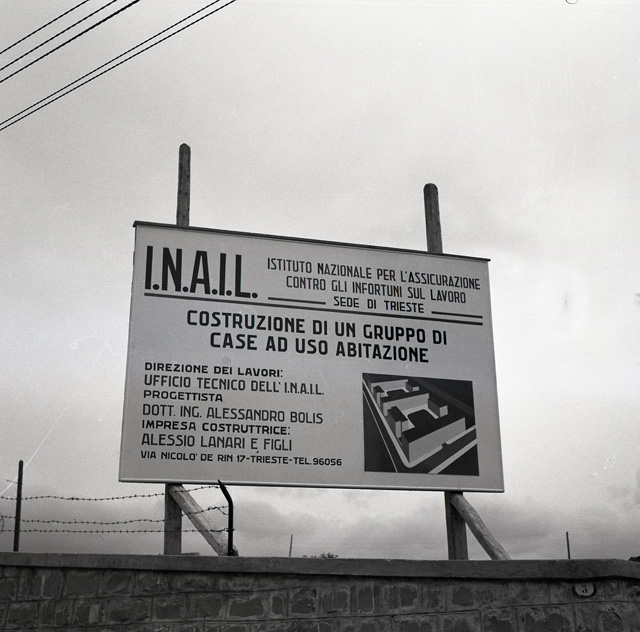 I.N.A.I.L.
ISTITUTO NAZIONALE PER L'ASSICURAZIONE
CONTRO GLI INFORTUNI SUL LAVORO
SEDE DI TRIESTE
COSTRUZIONE DI UN GRUPPO DI
CASE AD USO ABITAZIONE
DIREZIONE DEI LAVORI:
UFFICIO TECNICO DELL' I.N.A.I.L.
PROGETTISTA
DOTT. ING. ALESSANDRO BOLIS
IMPRESA COSTRUTTRICE:
ALESSIO LANARI E FIGLI
VIA NICOLO' DE RIN 17-TRIESTE-TEL.96056
3